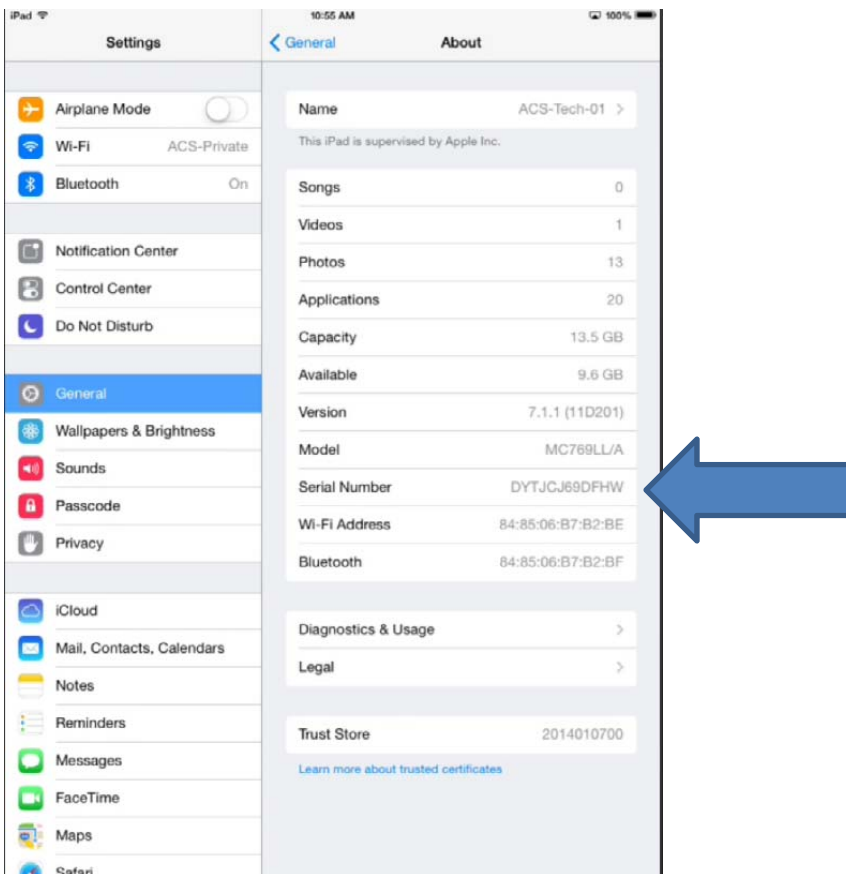 iPad 10:55 AM 100%
Settings
General About
Airplane Mode
Wi-Fi ACS-Private
Bluetooth On
Notification Center
Control Center
Do Not Disturb
General
Wallpapers & Brightness
Sounds
Passcode
Privacy
iCloud
Mail, Contacts, Calendars
Notes
Reminders
Messages
FaceTime
Maps
Safari
Name ACS-Tech-01
This iPad is supervised by Apple Inc.
Songs 0
Videos 1
Photos 13
Applications 20
Capacity 13.5 GB
Available 9.6 GB
Version 7.1.1 (11D201)
Model MC769LL/A
Serial Number DYTJCJ69DFHW
Wi-Fi Address 84:85:06:B7:B2:BE
Bluetooth 84:85:06:B7:B2:BF
Diagnostics & Usage
Legal
Trust Store 2014010700
Learn more about trusted certificates